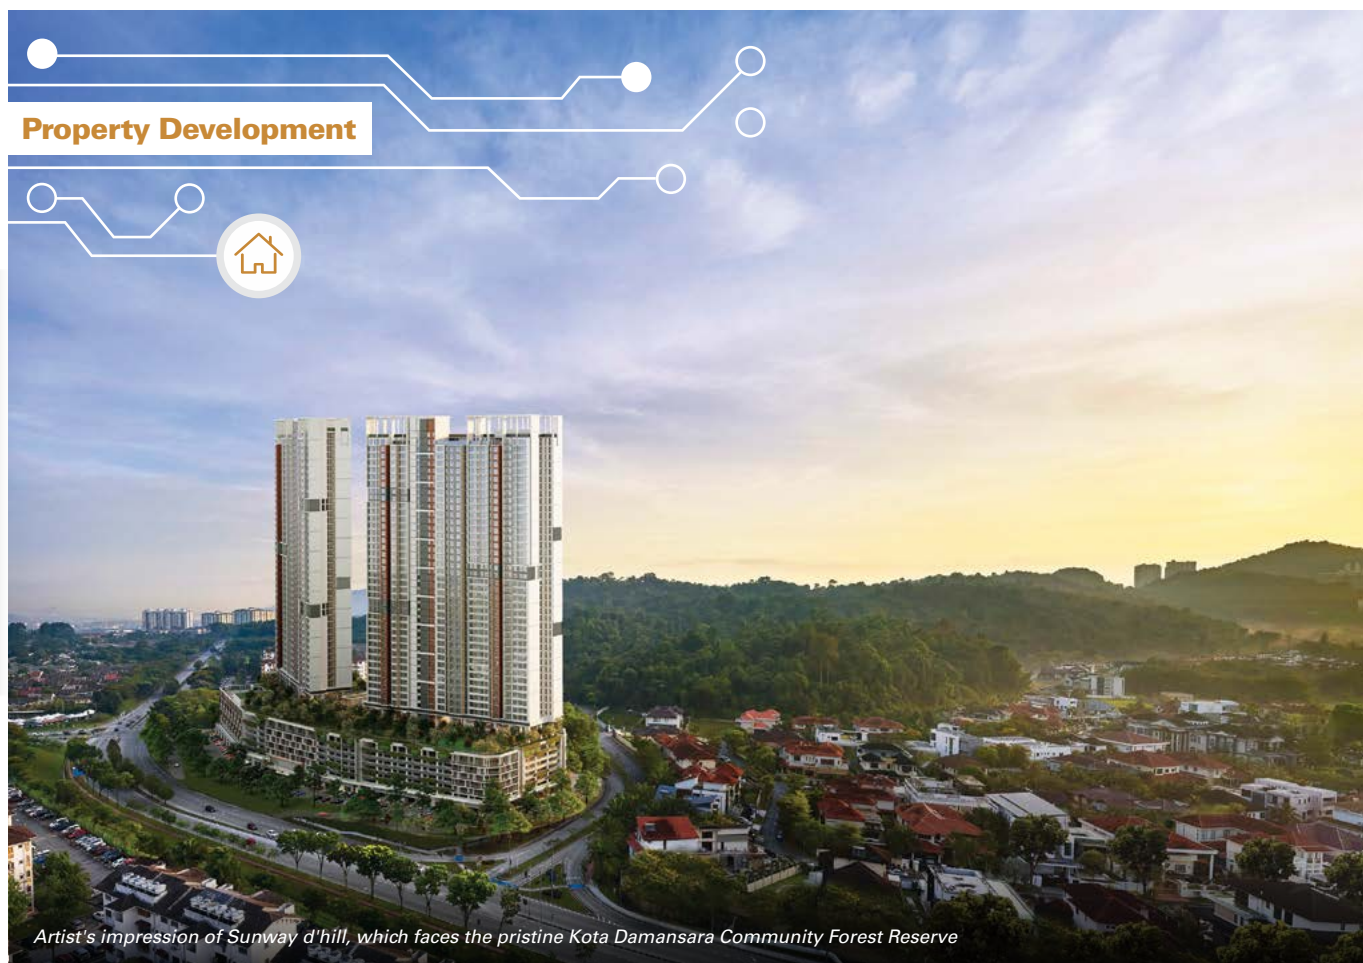 Property Development
Artist's impression of Sunway d'hill, which faces the pristine Kota Damansara Community Forest Reserve